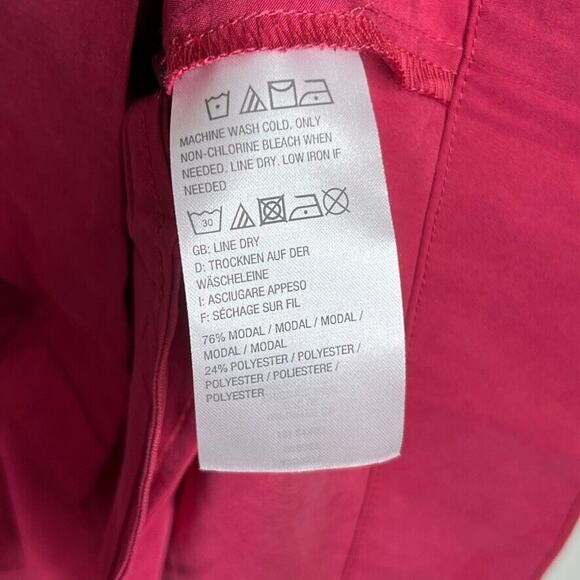 MACHINE WASH COLD. ONLY
NON-CHLORINE BLEACH WHEN
NEEDED. LINE DRY. LOW IRON IF
NEEDED
30
GB: LINE DRY
D: TROCKNEN AUF DER
WÄSCHELEINE
I: ASCIUGARE APPESO
F: SÉCHAGE SUR FIL
76% MODAL / MODAL / MODAL /
MODAL / MODAL
24% POLYESTER / POLYESTER /
POLYESTER / POLIESTERE /
POLYESTER